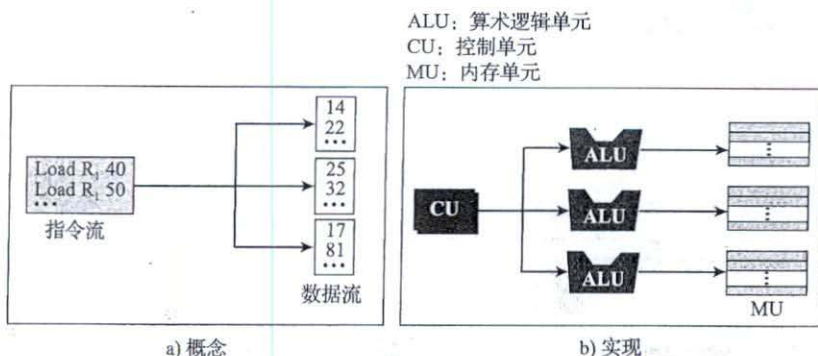 ALU：算术逻辑单元
CU：控制单元
MU：内存单元
Load R₁ 40
Load R₁ 50
•••
指令流
14
22
•••
25
32
•••
17
81
•••
数据流
a) 概念
CU
ALU
ALU
ALU
MU
b) 实现